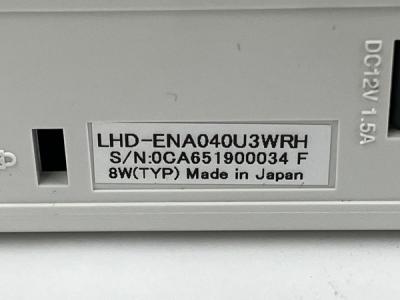 LHD-ENA040U3WRH
S/N:0CA651900034 F
8W(TYP) Made in Japan
DC12V 1.5A